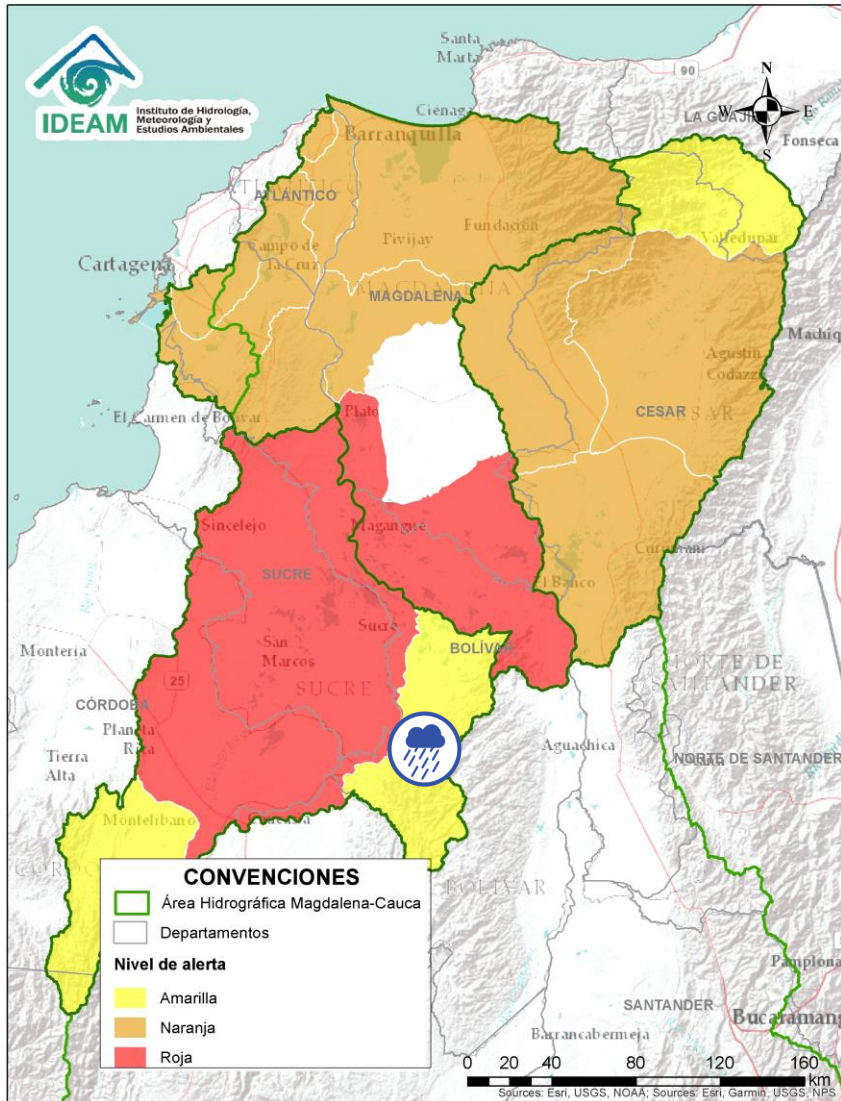 IDEAM
Instituto de Hidrología,
Meteorología y
Estudios Ambientales
Santa
Marta
90
N
W
E
S
Ciénaga
LA GUAJIRA
Fonseca
Barranquilla
ATLÁNTICO
Valledupar
Fundación
Pivijay
Campo de
la Cruz
Cartagena
MAGDALENA
Agustín
Codazzi
CESAR
El Carmen de Bolívar
Plato
Sincelejo
Magangué
El Banco
SUCRE
Sucre
San
Marcos
SUCRE
BOLÍVAR
Montería
25
CÓRDOBA
Planeta
Rica
NORTE DE
SANTANDER
Aguachica
NORTE DE SANTANDER
Tierra
Alta
Montelíbano
BOLÍVAR
CONVENCIONES
Área Hidrográfica Magdalena-Cauca
Departamentos
Nivel de alerta
Amarilla
Naranja
Roja
Pamplona
SANTANDER
Barrancabermeja
0 20 40 80 120 160
km
Sources: Esri, USGS, NOAA; Sources: Esri, Garmin, USGS, NPS